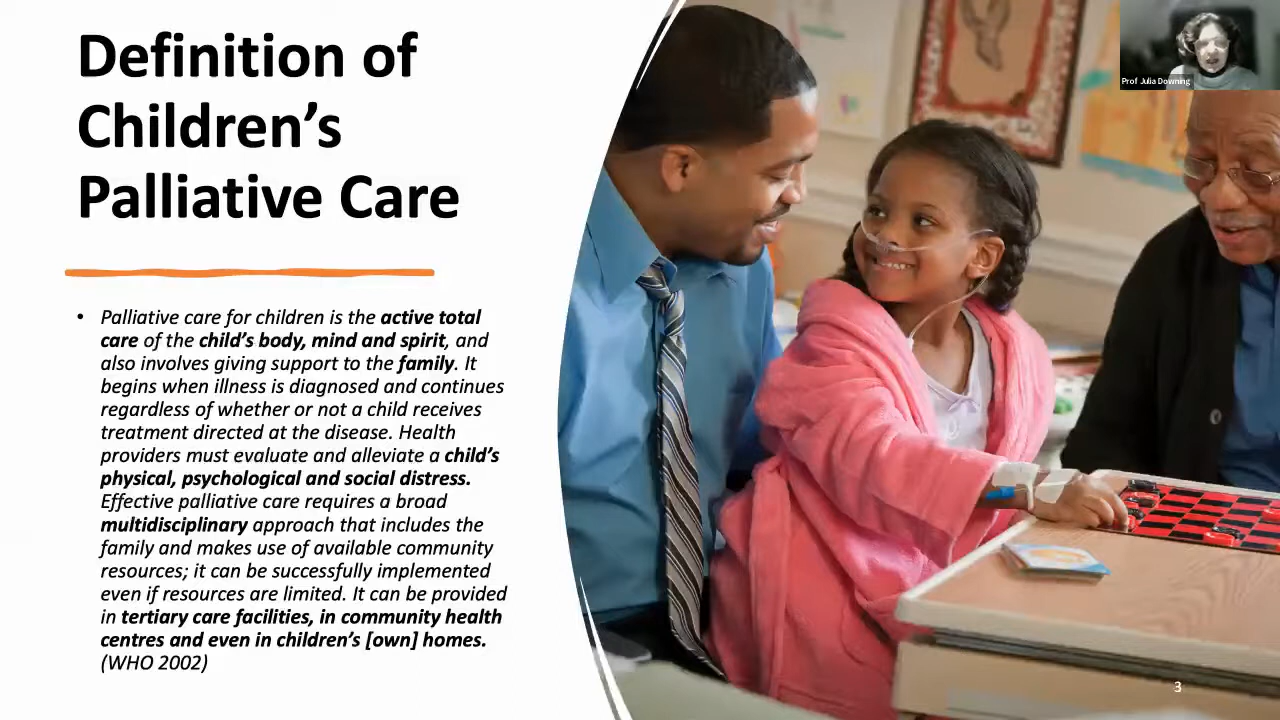 Definition of
Children's
Palliative Care
• Palliative care for children is the active total
care of the child's body, mind and spirit, and
also involves giving support to the family. It
begins when illness is diagnosed and continues
regardless of whether or not a child receives
treatment directed at the disease. Health
providers must evaluate and alleviate a child's
physical, psychological and social distress.
Effective palliative care requires a broad
multidisciplinary approach that includes the
family and makes use of available community
resources; it can be successfully implemented
even if resources are limited. It can be provided
in tertiary care facilities, in community health
centres and even in children's [own] homes.
(WHO 2002)
Prof Julia Downing
3